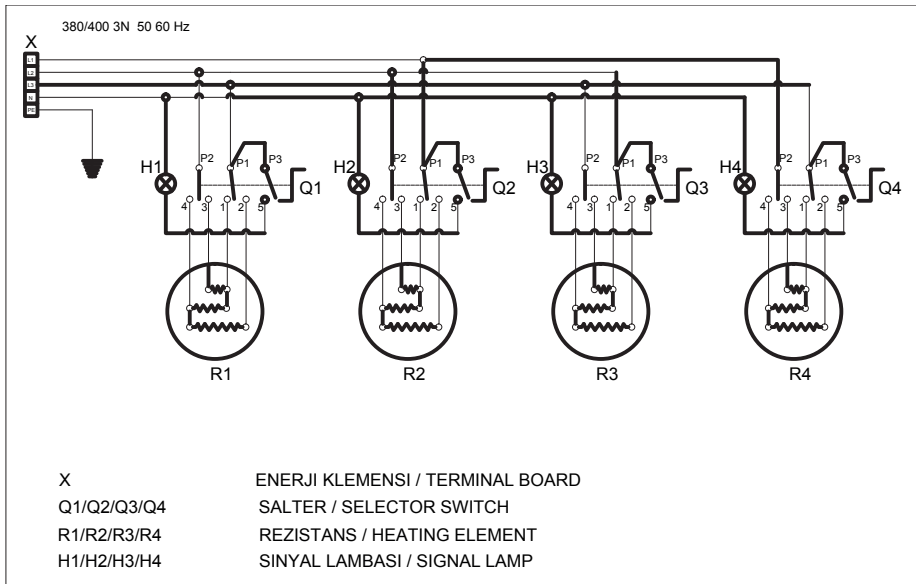 380/400 3N 50 60 Hz
X
L1
L2
L3
N
PE
H1 P2 P1 P3 Q1
4 3 1 2 5
H2 P2 P1 P3 Q2
4 3 1 2 5
H3 P2 P1 P3 Q3
4 3 1 2 5
H4 P2 P1 P3 Q4
4 3 1 2 5
R1 R2 R3 R4
X ENERJI KLEMENSI / TERMINAL BOARD
Q1/Q2/Q3/Q4 SALTER / SELECTOR SWITCH
R1/R2/R3/R4 REZISTANS / HEATING ELEMENT
H1/H2/H3/H4 SINYAL LAMBASI / SIGNAL LAMP